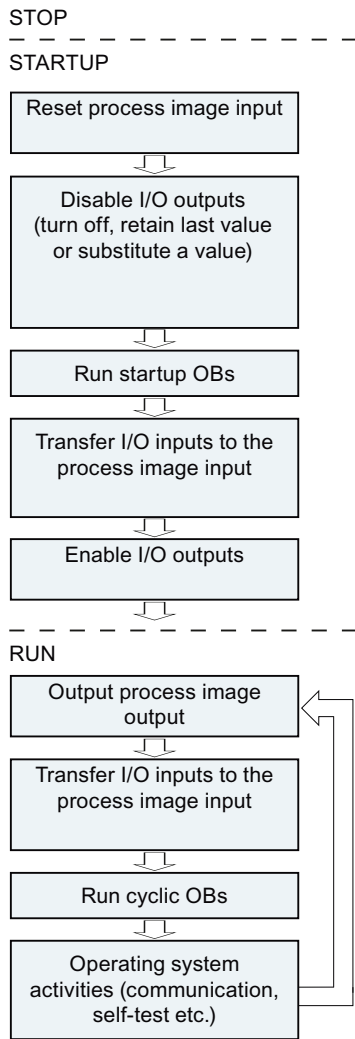 STOP
STARTUP
Reset process image input
Disable I/O outputs
(turn off, retain last value
or substitute a value)
Run startup OBs
Transfer I/O inputs to the
process image input
Enable I/O outputs
RUN
Output process image
output
Transfer I/O inputs to the
process image input
Run cyclic OBs
Operating system
activities (communication,
self-test etc.)